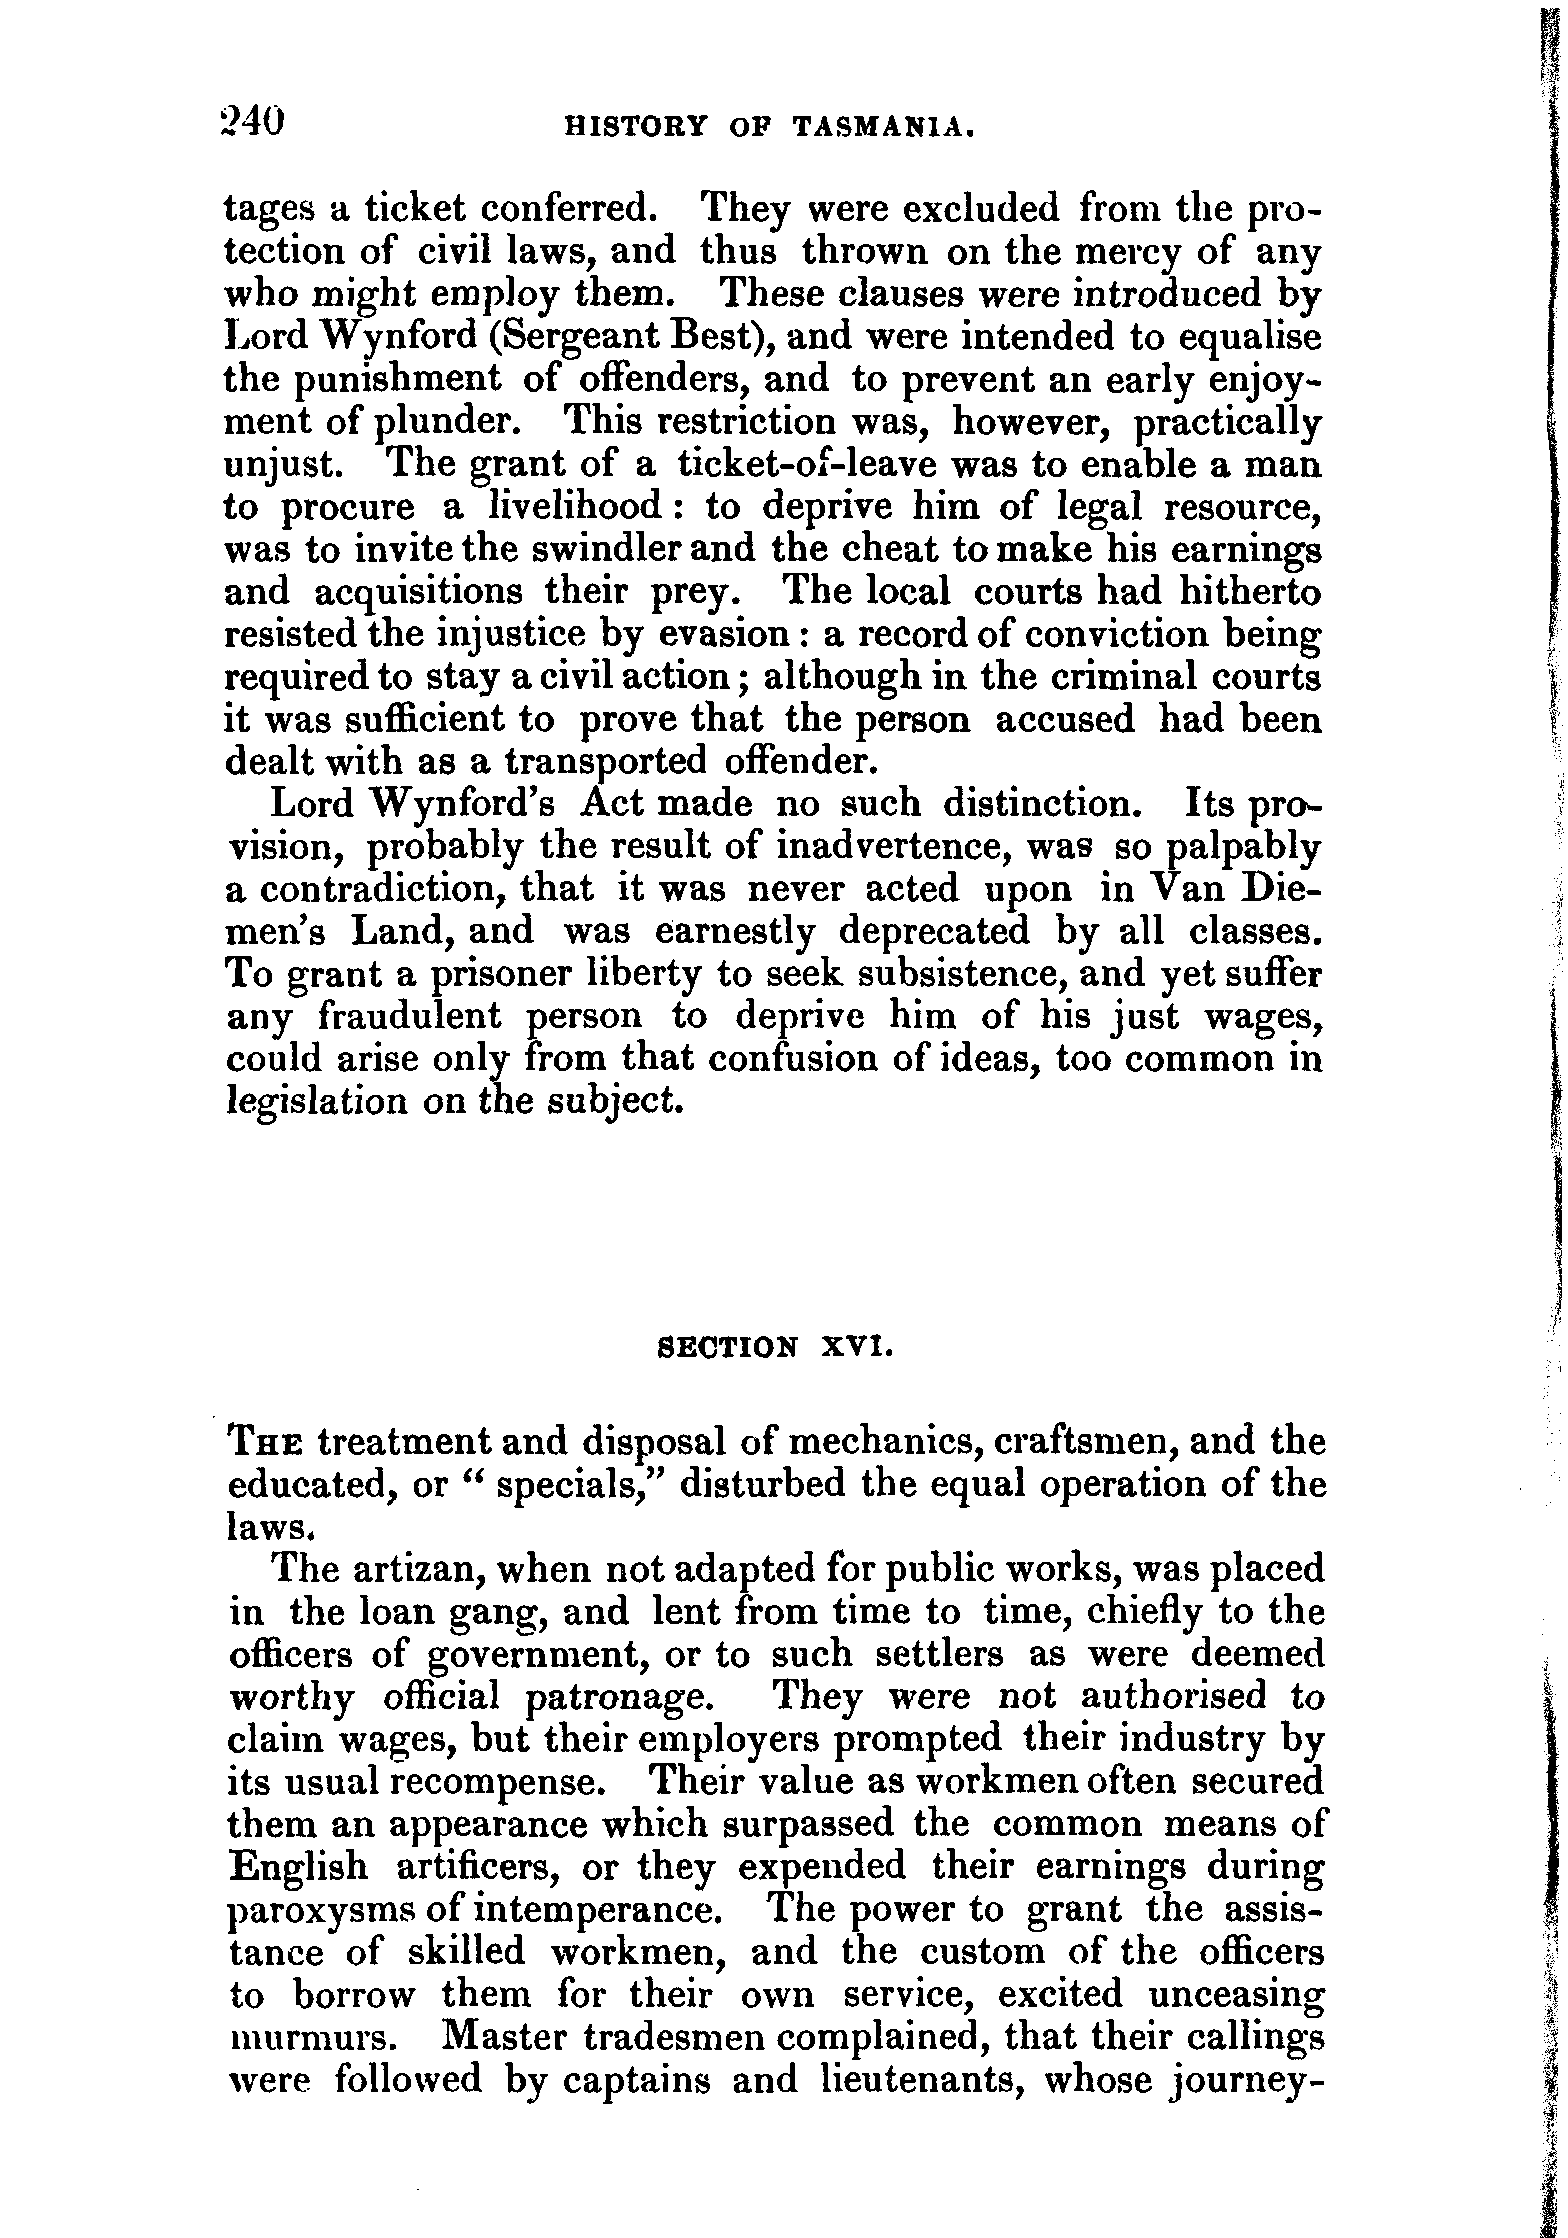 240 HISTORY OF TASMANIA.
tages a ticket conferred. They were excluded from the pro-
tection of civil laws, and thus thrown on the mercy of any
who might employ them. These clauses were introduced by
Lord Wynford (Sergeant Best), and were intended to equalise
the punishment of offenders, and to prevent an early enjoy-
ment of plunder. This restriction was, however, practically
unjust. The grant of a ticket-of-leave was to enable a man
to procure a livelihood : to deprive him of legal resource,
was to invite the swindler and the cheat to make his earnings
and acquisitions their prey. The local courts had hitherto
resisted the injustice by evasion : a record of conviction being
required to stay a civil action ; although in the criminal courts
it was sufficient to prove that the person accused had been
dealt with as a transported offender.
Lord Wynford's Act made no such distinction. Its pro-
vision, probably the result of inadvertence, was so palpably
a contradiction, that it was never acted upon in Van Die-
men's Land, and was earnestly deprecated by all classes.
To grant a prisoner liberty to seek subsistence, and yet suffer
any fraudulent person to deprive him of his just wages,
could arise only from that confusion of ideas, too common in
legislation on the subject.
SECTION XVI.
THE treatment and disposal of mechanics, craftsmen, and the
educated, or " specials," disturbed the equal operation of the
laws.
The artizan, when not adapted for public works, was placed
in the loan gang, and lent from time to time, chiefly to the
officers of government, or to such settlers as were deemed
worthy official patronage. They were not authorised to
claim wages, but their employers prompted their industry by
its usual recompense. Their value as workmen often secured
them an appearance which surpassed the common means of
English artificers, or they expended their earnings during
paroxysms of intemperance. The power to grant the assis-
tance of skilled workmen, and the custom of the officers
to borrow them for their own service, excited unceasing
murmurs. Master tradesmen complained, that their callings
were followed by captains and lieutenants, whose journey-